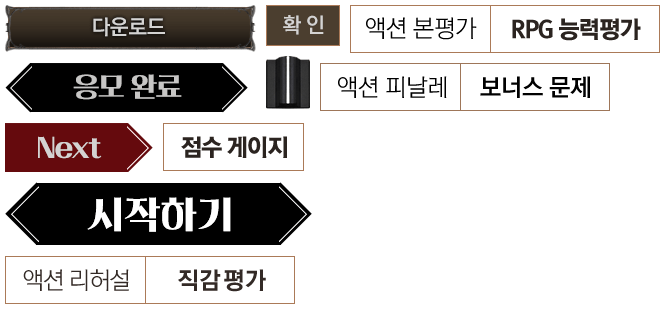 다운로드
확 인
액션 본평가
RPG 능력평가
응모 완료
액션 피날레
보너스 문제
Next
점수 게이지
시작하기
액션 리허설
직감 평가